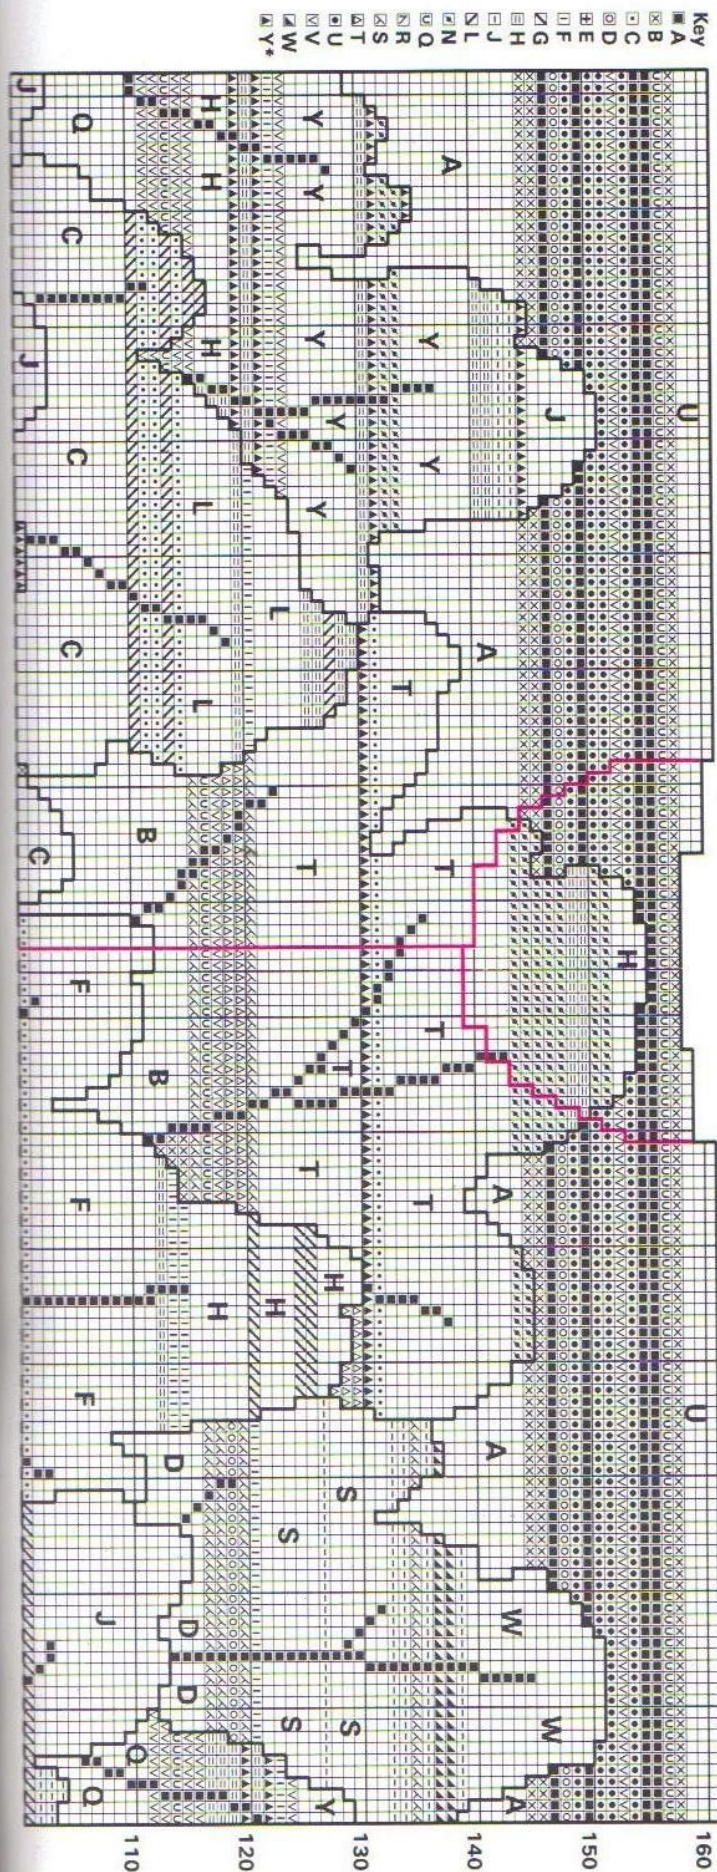 Key
A
B
C
D
E
F
G
H
J
L
N
Q
R
S
T
U
V
W
Y*
160
150
140
130
120
110
U U
H
J W
A W A
A A
A T
Y Y T T
T
Y T H S S
Y Y Y Y T T Y
L H S S
H H H L L H
D D D
B B Q
Q C C C F F F J Q
J J C